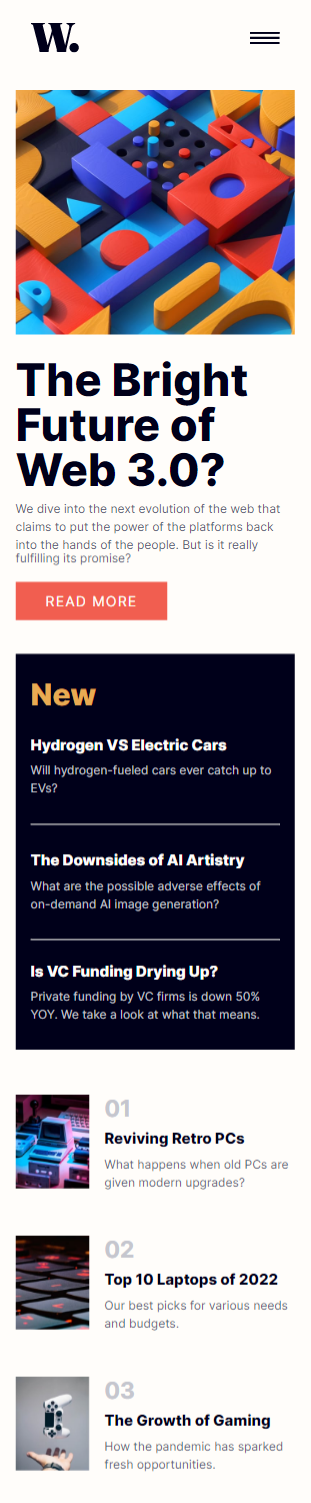 W.
The Bright
Future of
Web 3.0?
We dive into the next evolution of the web that
claims to put the power of the platforms back
into the hands of the people. But is it really
fulfilling its promise?
READ MORE
New
Hydrogen VS Electric Cars
Will hydrogen-fueled cars ever catch up to
EVs?
The Downsides of AI Artistry
What are the possible adverse effects of
on-demand AI image generation?
Is VC Funding Drying Up?
Private funding by VC firms is down 50%
YOY. We take a look at what that means.
01
Reviving Retro PCs
What happens when old PCs are
given modern upgrades?
02
Top 10 Laptops of 2022
Our best picks for various needs
and budgets.
03
The Growth of Gaming
How the pandemic has sparked
fresh opportunities.